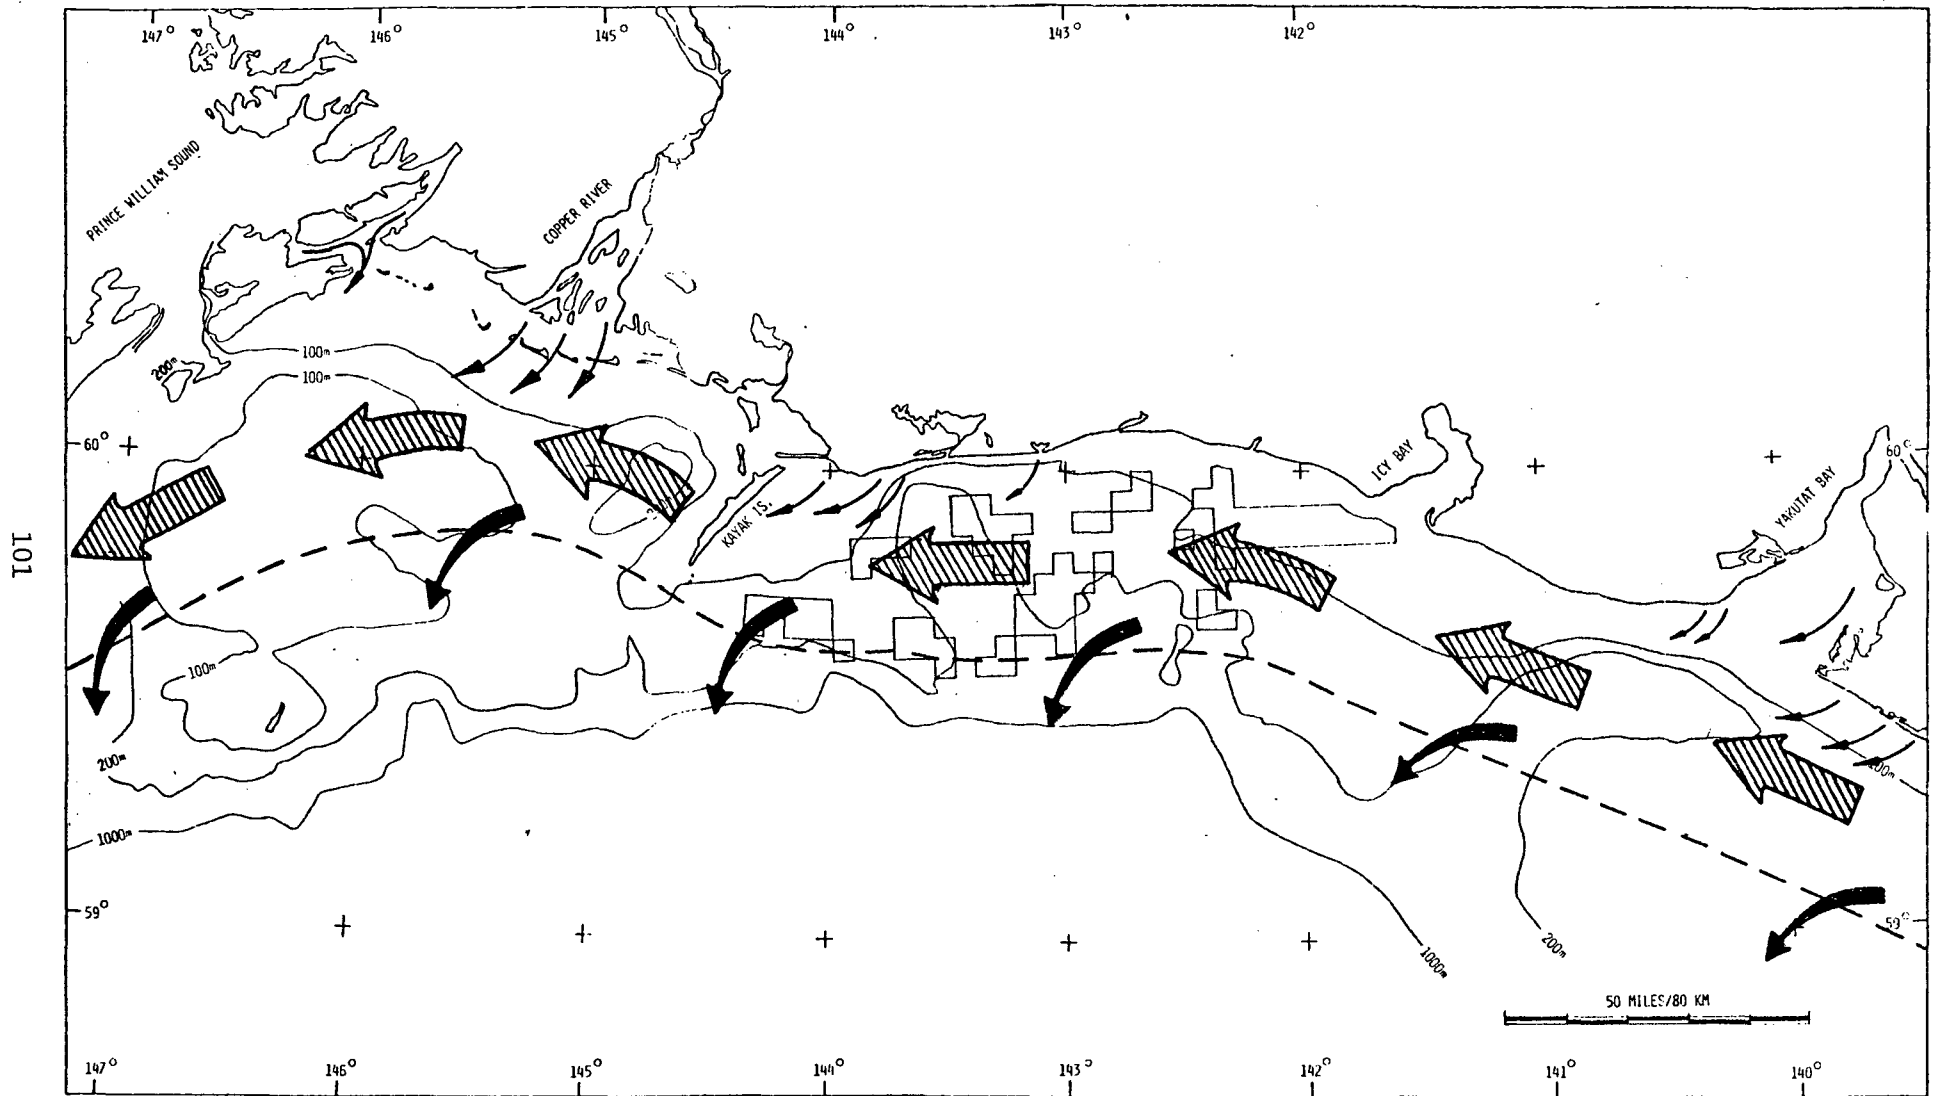 147° 146° 145° 144° 143° 142°
PRINCE WILLIAM SOUND
COPPER RIVER
100m
100m
200m
60°
ICY BAY
60°
YAKUTAT BAY
KAYAK IS.
101
100m
200m
100m
1000m
59°
59°
200m
1000m
50 MILES/80 KM
147° 146° 145° 144° 143° 142° 141° 140°